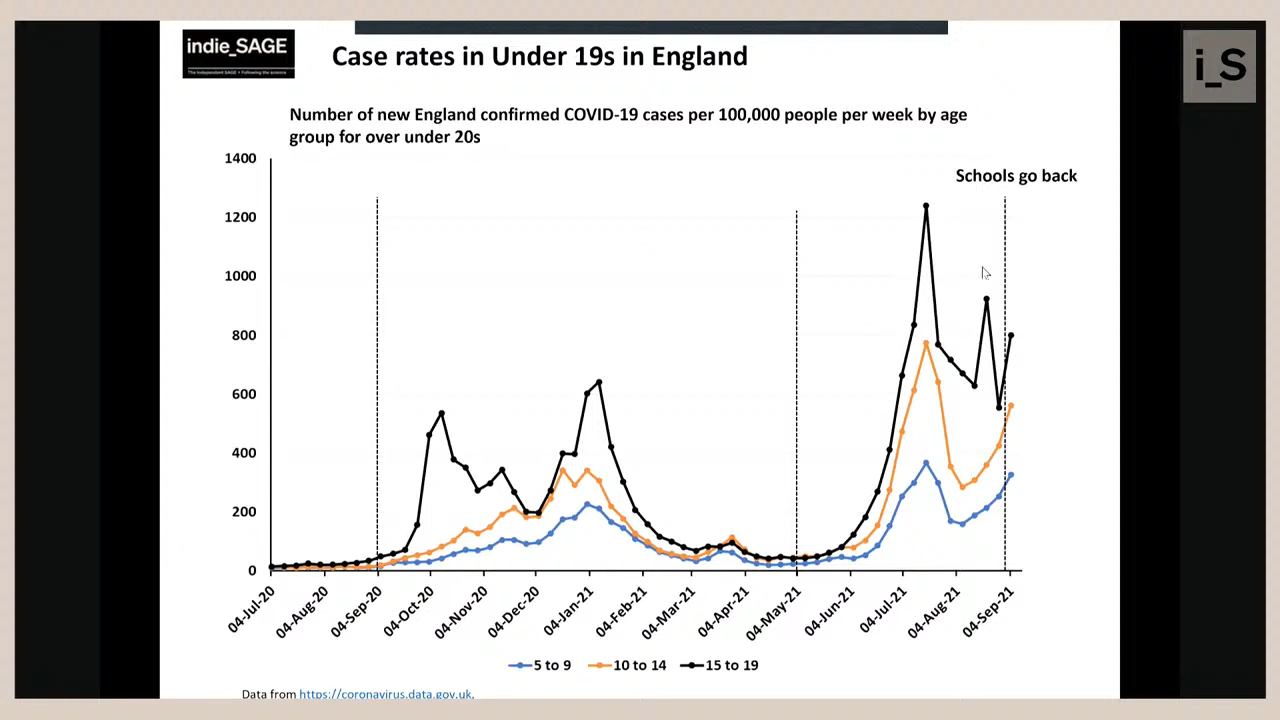 indie_SAGE
The Independent SAGE • Following the science
i_S
Case rates in Under 19s in England
Number of new England confirmed COVID-19 cases per 100,000 people per week by age
group for over under 20s
Schools go back
1400
1200
1000
800
600
400
200
0
04-Jul-20
04-Aug-20
04-Sep-20
04-Oct-20
04-Nov-20
04-Dec-20
04-Jan-21
04-Feb-21
04-Mar-21
04-Apr-21
04-May-21
04-Jun-21
04-Jul-21
04-Aug-21
04-Sep-21
5 to 9
10 to 14
15 to 19
Data from https://coronavirus.data.gov.uk.